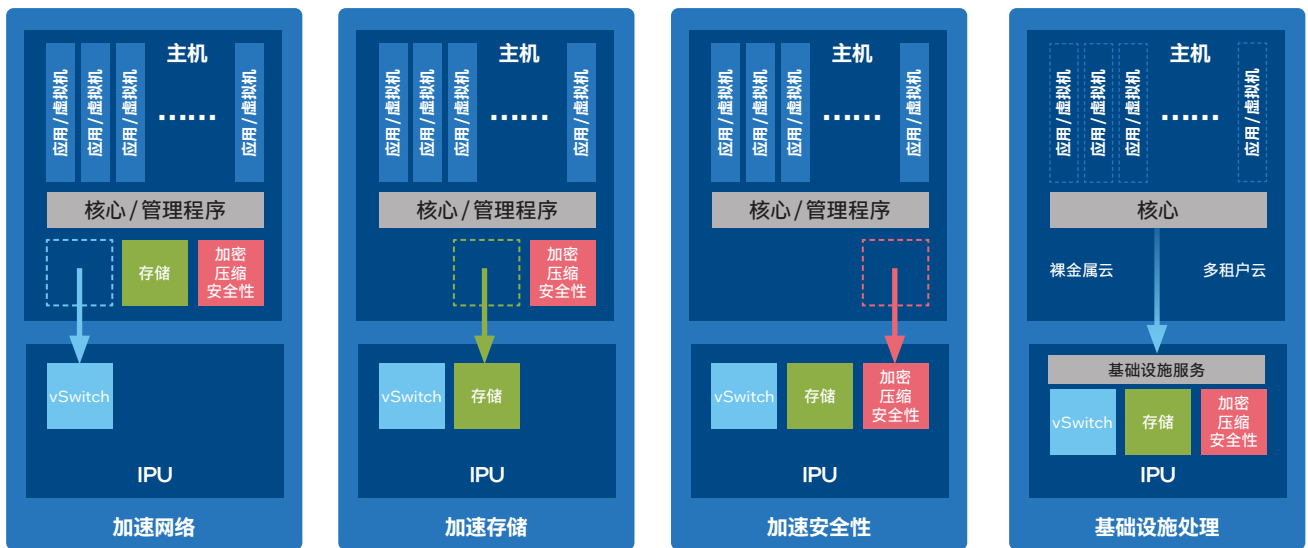 主机
应用/虚拟机
应用/虚拟机
应用/虚拟机
……
应用/虚拟机
核心/管理程序
存储
加密
压缩
安全性
vSwitch
IPU
加速网络
主机
应用/虚拟机
应用/虚拟机
应用/虚拟机
……
应用/虚拟机
核心/管理程序
加密
压缩
安全性
vSwitch
存储
IPU
加速存储
主机
应用/虚拟机
应用/虚拟机
应用/虚拟机
……
应用/虚拟机
核心/管理程序
vSwitch
存储
加密
压缩
安全性
IPU
加速安全性
主机
应用/虚拟机
应用/虚拟机
应用/虚拟机
……
应用/虚拟机
核心
裸金属云
多租户云
基础设施服务
vSwitch
存储
加密
压缩
安全性
IPU
基础设施处理